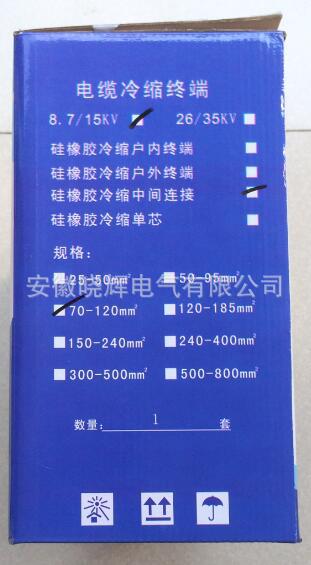 电缆冷缩终端
8.7/15KV 26/35KV
硅橡胶冷缩户内终端
硅橡胶冷缩户外终端
硅橡胶冷缩中间连接
硅橡胶冷缩单芯
规格:
25-50mm² 50-95mm²
安徽晓辉电气有限公司
70-120mm² 120-185mm²
150-240mm² 240-400mm²
300-500mm² 500-800mm²
数量: 1 套